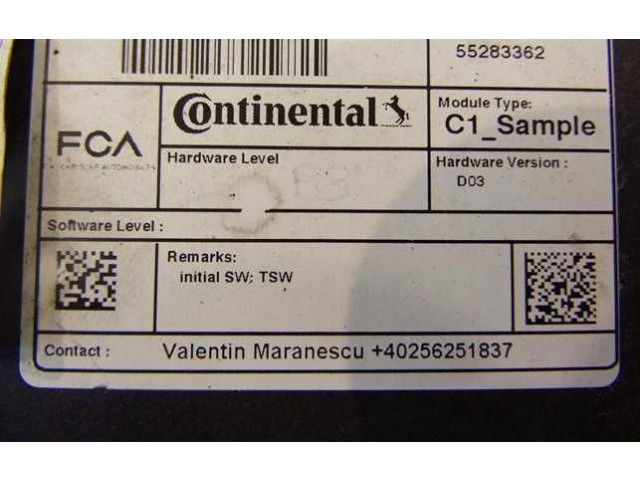 55283362
FCA
Continental
Module Type:
C1_Sample
Hardware Level
Hardware Version :
D03
Software Level :
Remarks:
initial SW: TSW
Contact :
Valentin Maranescu +40256251837